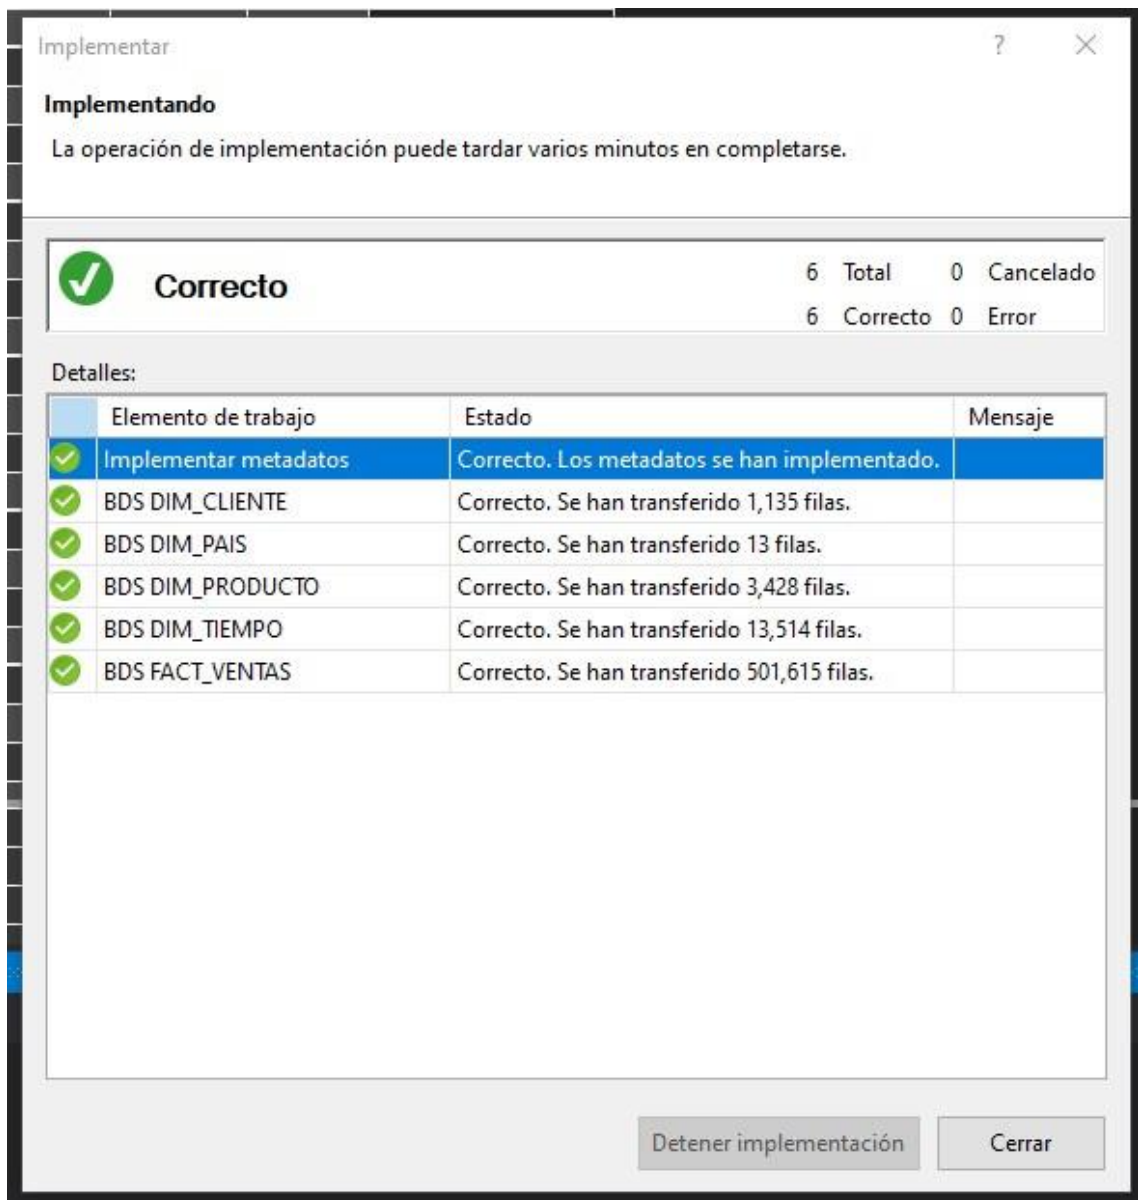 Implementar ?
Implementando
La operación de implementación puede tardar varios minutos en completarse.
Correcto 6 Total 0 Cancelado
6 Correcto 0 Error
Detalles:
Elemento de trabajo Estado Mensaje
Implementar metadatos Correcto. Los metadatos se han implementado.
BDS DIM_CLIENTE Correcto. Se han transferido 1,135 filas.
BDS DIM_PAIS Correcto. Se han transferido 13 filas.
BDS DIM_PRODUCTO Correcto. Se han transferido 3,428 filas.
BDS DIM_TIEMPO Correcto. Se han transferido 13,514 filas.
BDS FACT_VENTAS Correcto. Se han transferido 501,615 filas.
Detener implementación Cerrar